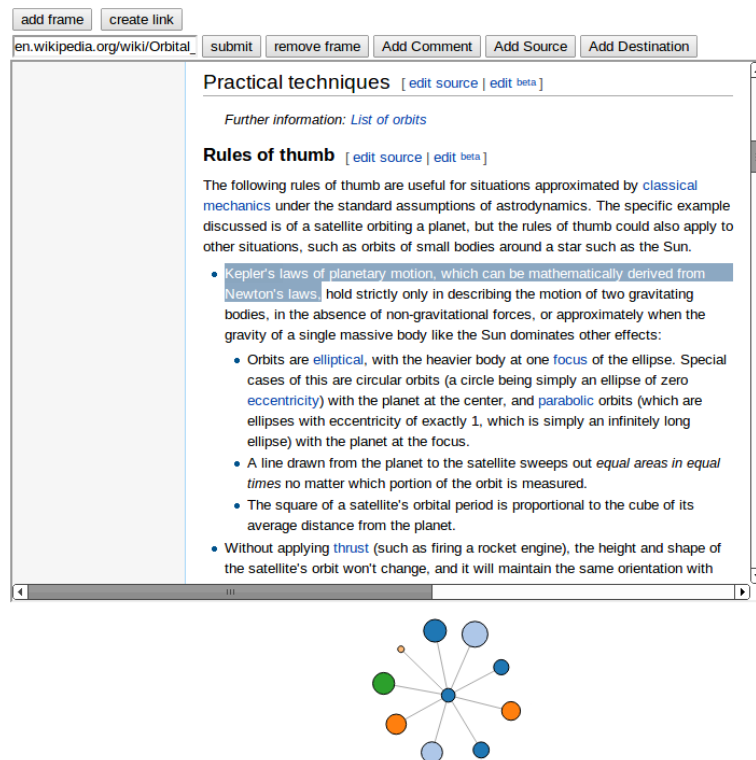 add frame create link
en.wikipedia.org/wiki/Orbital_ submit remove frame Add Comment Add Source Add Destination
Practical techniques [ edit source | edit beta ]
Further information: List of orbits
Rules of thumb [ edit source | edit beta ]
The following rules of thumb are useful for situations approximated by classical
mechanics under the standard assumptions of astrodynamics. The specific example
discussed is of a satellite orbiting a planet, but the rules of thumb could also apply to
other situations, such as orbits of small bodies around a star such as the Sun.
• Kepler's laws of planetary motion, which can be mathematically derived from
Newton's laws, hold strictly only in describing the motion of two gravitating
bodies, in the absence of non-gravitational forces, or approximately when the
gravity of a single massive body like the Sun dominates other effects:
• Orbits are elliptical, with the heavier body at one focus of the ellipse. Special
cases of this are circular orbits (a circle being simply an ellipse of zero
eccentricity) with the planet at the center, and parabolic orbits (which are
ellipses with eccentricity of exactly 1, which is simply an infinitely long
ellipse) with the planet at the focus.
• A line drawn from the planet to the satellite sweeps out equal areas in equal
times no matter which portion of the orbit is measured.
• The square of a satellite's orbital period is proportional to the cube of its
average distance from the planet.
• Without applying thrust (such as firing a rocket engine), the height and shape of
the satellite's orbit won't change, and it will maintain the same orientation with